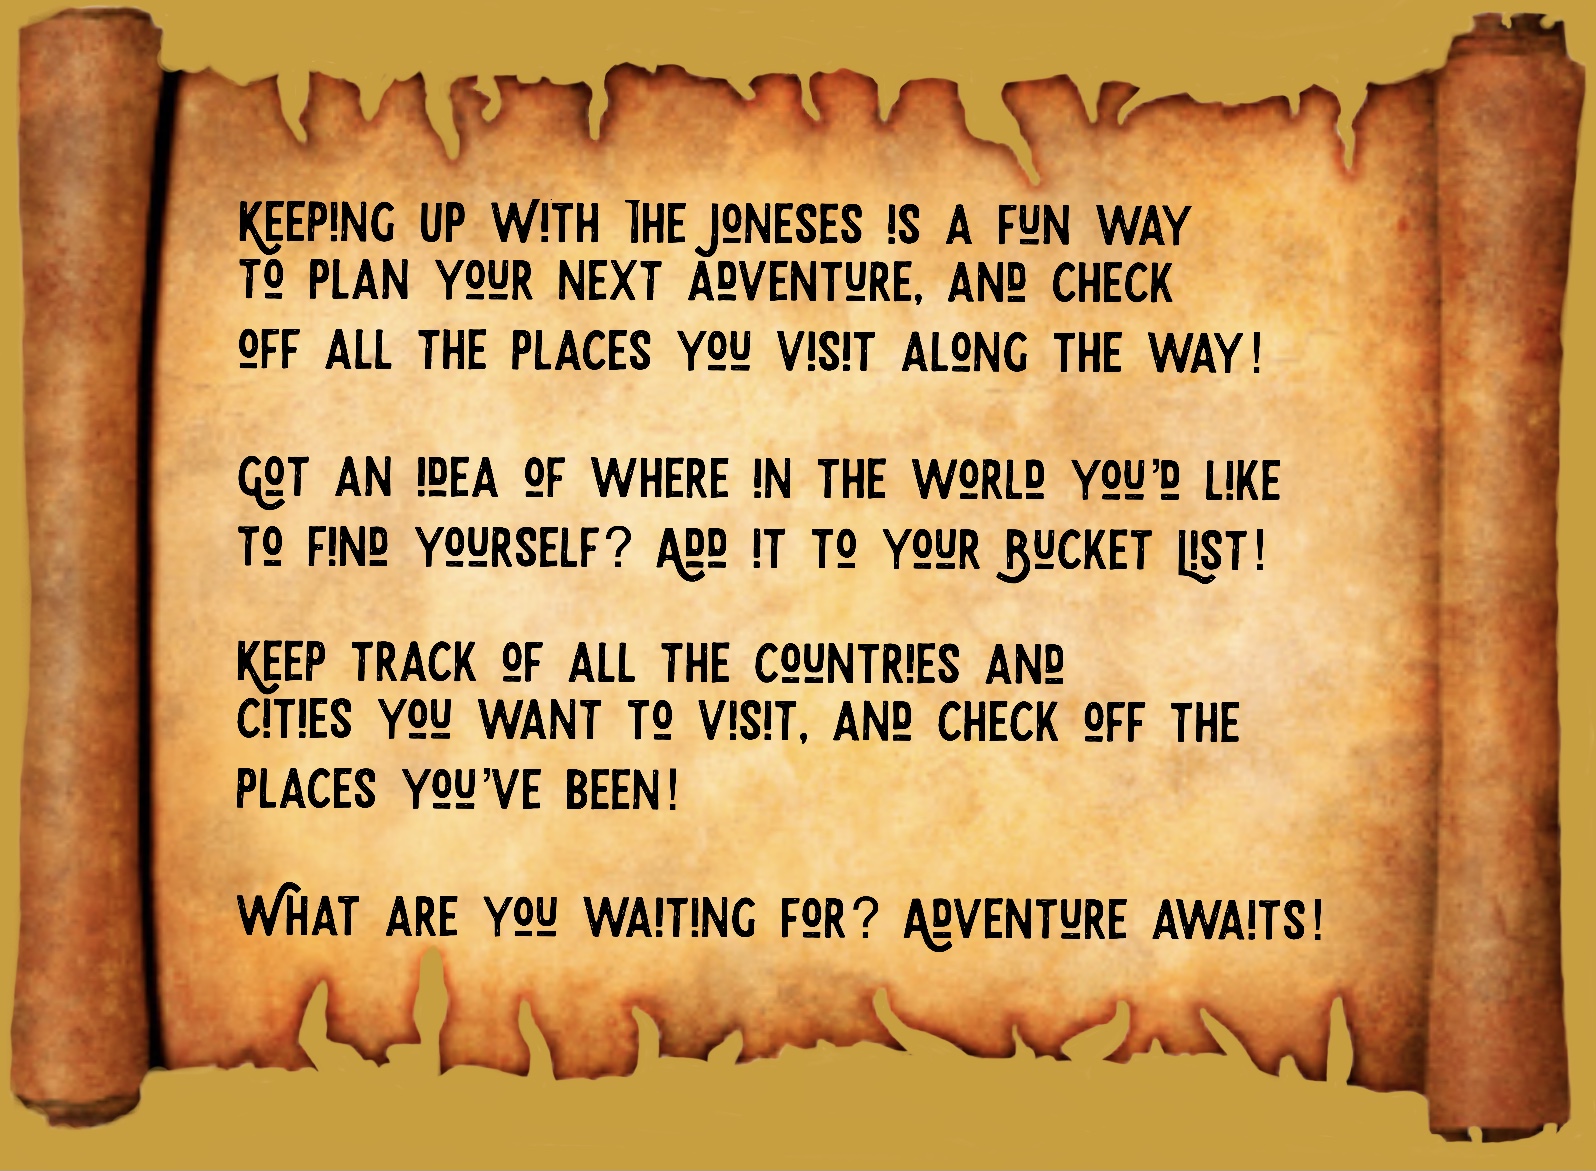 Keeping up with The Joneses is a fun way
to plan your next adventure, and check
off all the places you visit along the way!
Got an idea of where in the world you'd like
to find yourself? Add it to your Bucket List!
Keep track of all the countries and
cities you want to visit, and check off the
places you've been!
What are you waiting for? Adventure awaits!